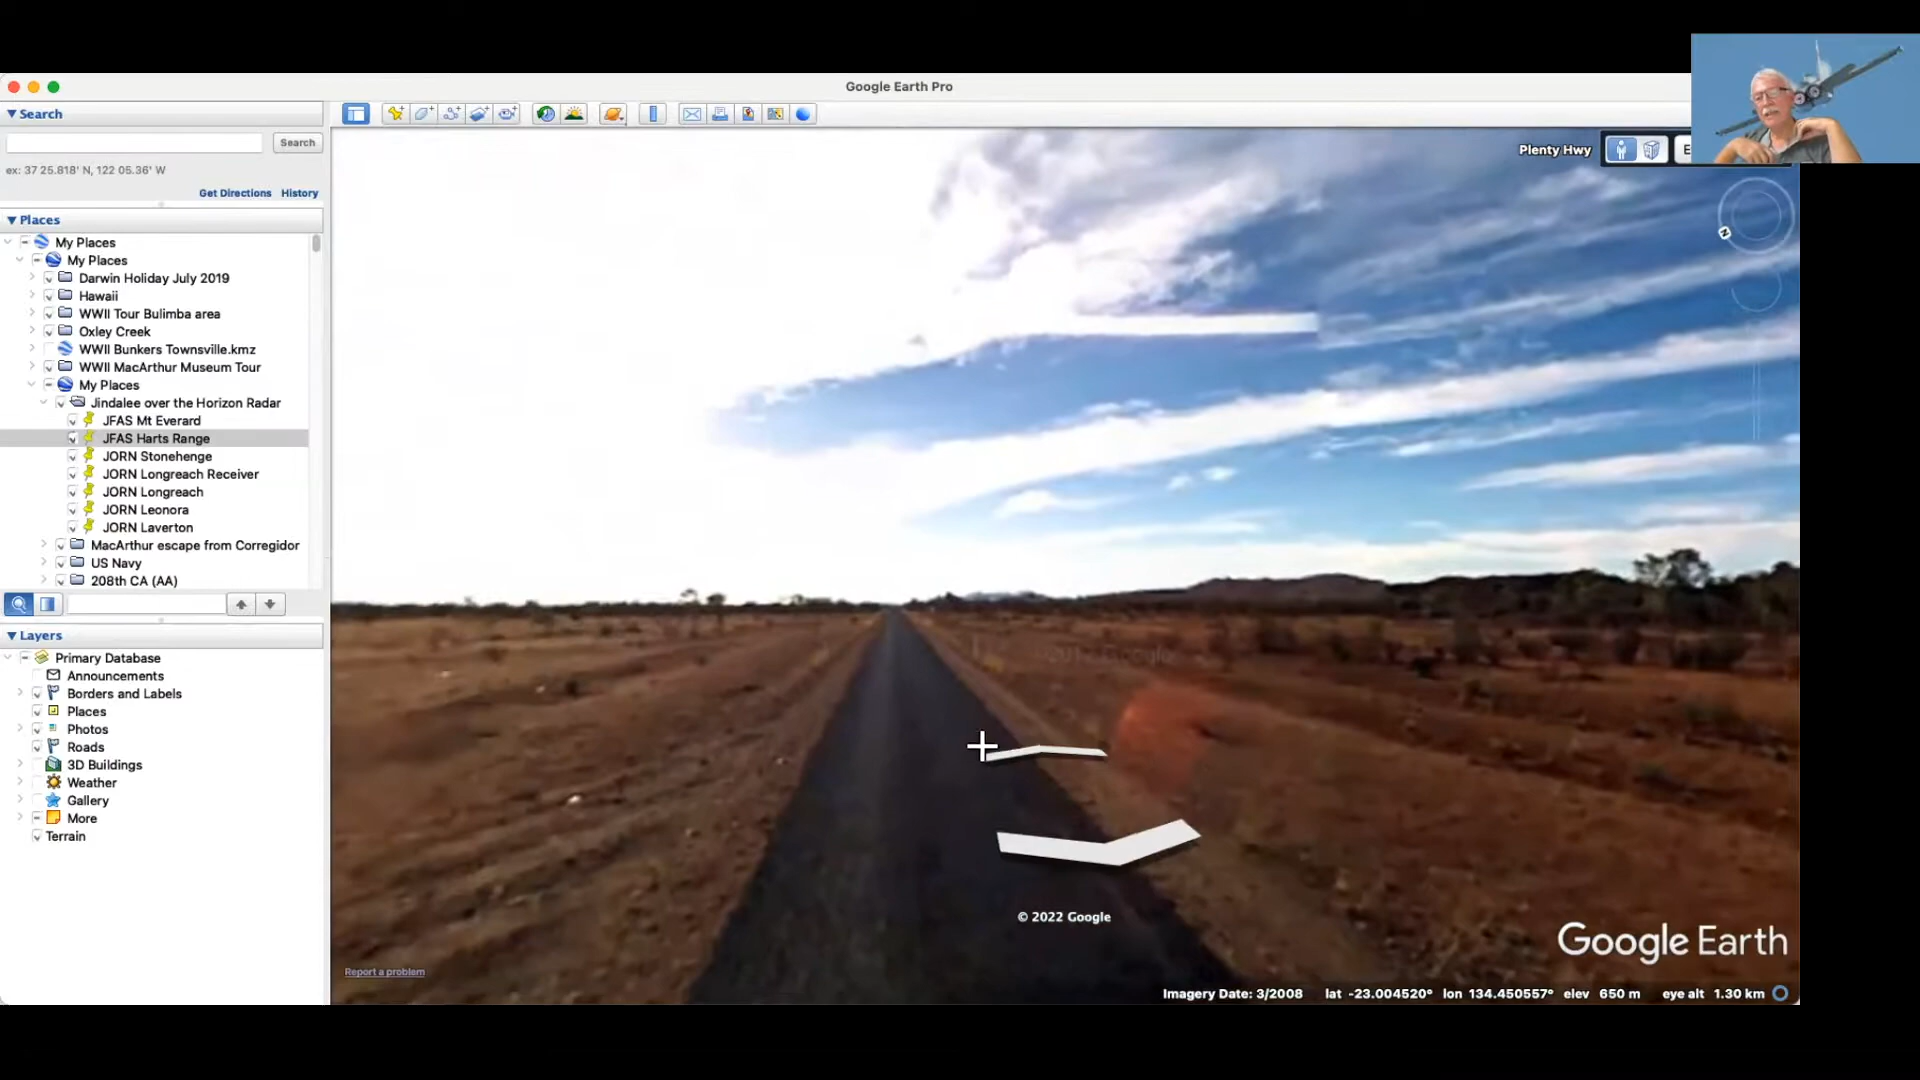 Google Earth Pro
Search
Search
ex: 37 25.818' N, 122 05.36' W
Get Directions History
Places
My Places
My Places
Darwin Holiday July 2019
Hawaii
WWII Tour Bulimba area
Oxley Creek
WWII Bunkers Townsville.kmz
WWII MacArthur Museum Tour
My Places
Jindalee over the Horizon Radar
JFAS Mt Everard
JFAS Harts Range
JORN Stonehenge
JORN Longreach Receiver
JORN Longreach
JORN Leonora
JORN Laverton
MacArthur escape from Corregidor
US Navy
208th CA (AA)
Layers
Primary Database
Announcements
Borders and Labels
Places
Photos
Roads
3D Buildings
Weather
Gallery
More
Terrain
Plenty Hwy
E
N
© 2022 Google
Google Earth
Report a problem
Imagery Date: 3/2008 lat -23.004520° lon 134.450557° elev 650 m eye alt 1.30 km